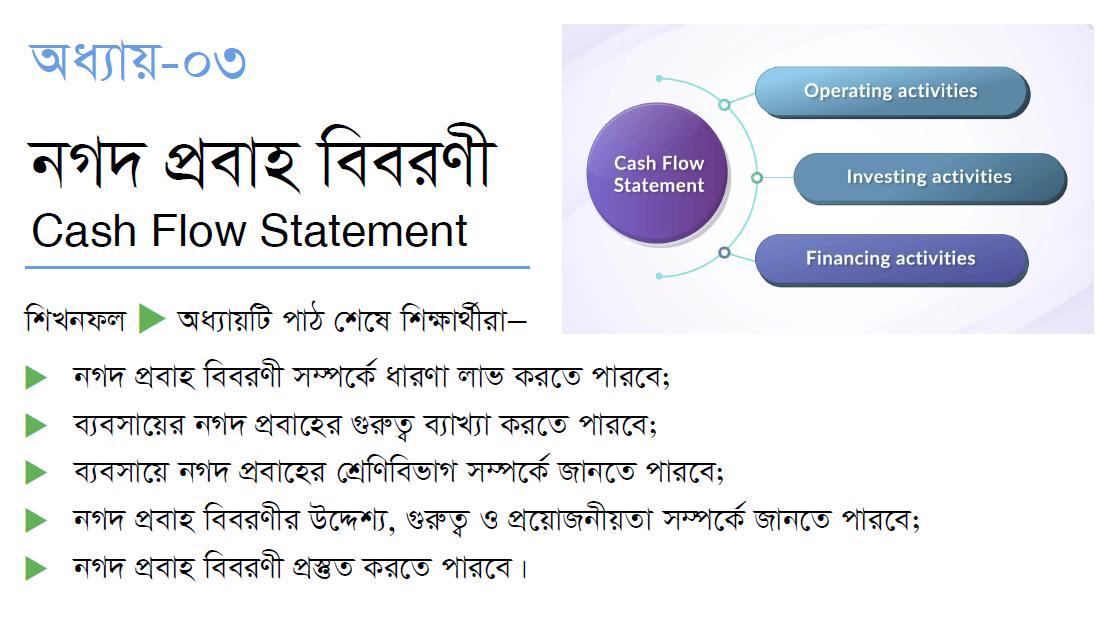 অধ্যায়-০৩
নগদ প্রবাহ বিবরণী
Cash Flow Statement
Cash Flow
Statement
Operating activities
Investing activities
Financing activities
শিখনফল ▶ অধ্যায়টি পাঠ শেষে শিক্ষার্থীরা–
▶ নগদ প্রবাহ বিবরণী সম্পর্কে ধারণা লাভ করতে পারবে;
▶ ব্যবসায়ের নগদ প্রবাহের গুরুত্ব ব্যাখ্যা করতে পারবে;
▶ ব্যবসায়ে নগদ প্রবাহের শ্রেণিবিভাগ সম্পর্কে জানতে পারবে;
▶ নগদ প্রবাহ বিবরণীর উদ্দেশ্য, গুরুত্ব ও প্রয়োজনীয়তা সম্পর্কে জানতে পারবে;
▶ নগদ প্রবাহ বিবরণী প্রস্তুত করতে পারবে।